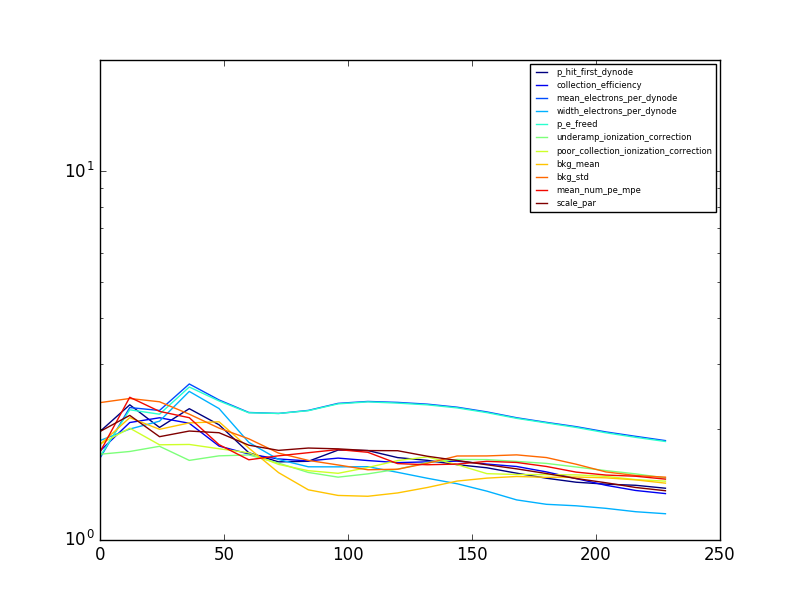 10^1
10^0
p_hit_first_dynode
collection_efficiency
mean_electrons_per_dynode
width_electrons_per_dynode
p_e_freed
underamp_ionization_correction
poor_collection_ionization_correction
bkg_mean
bkg_std
mean_num_pe_mpe
scale_par
0 50 100 150 200 250